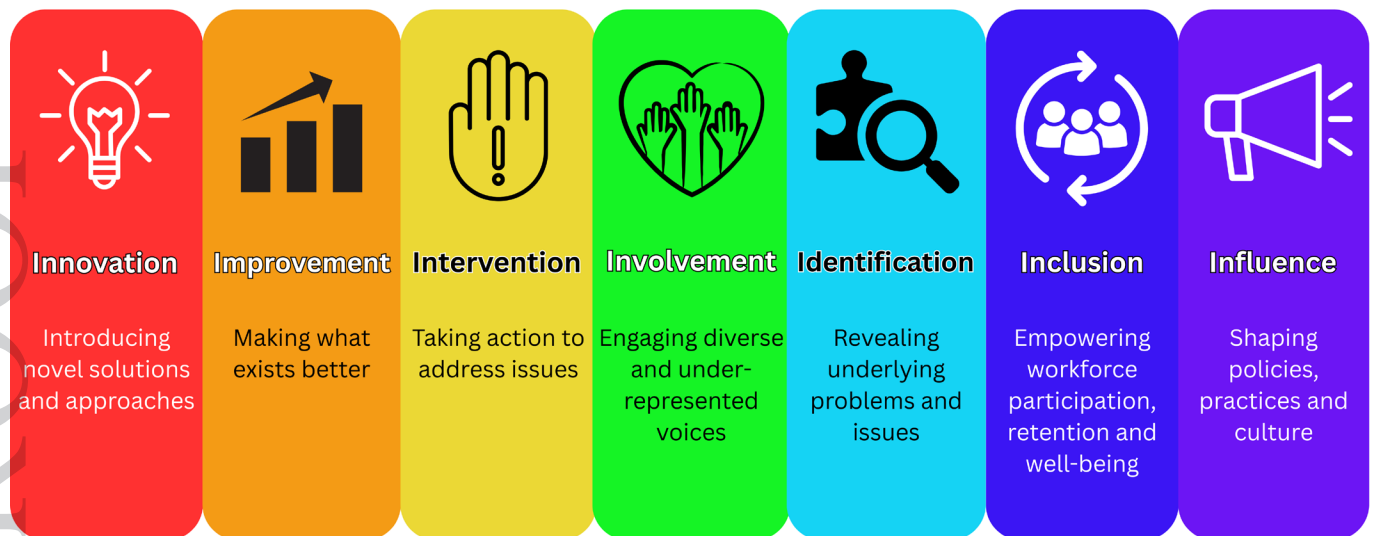 Innovation
Introducing
novel solutions
and approaches
Improvement
Making what
exists better
Intervention
Taking action to
address issues
Involvement
Engaging diverse
and under-
represented
voices
Identification
Revealing
underlying
problems and
issues
Inclusion
Empowering
workforce
participation,
retention and
well-being
Influence
Shaping
policies,
practices and
culture